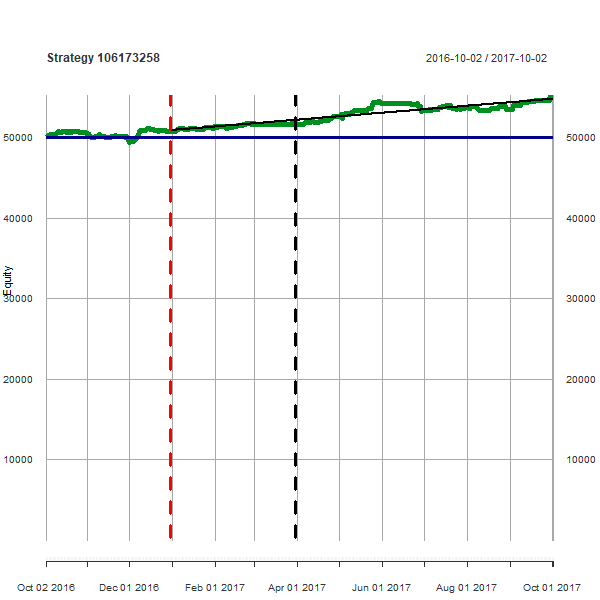 Strategy 106173258
2016-10-02 / 2017-10-02
50000 50000
40000 40000
Equity
30000 30000
20000 20000
10000 10000
Oct 02 2016 Dec 01 2016 Feb 01 2017 Apr 01 2017 Jun 01 2017 Aug 01 2017 Oct 01 2017